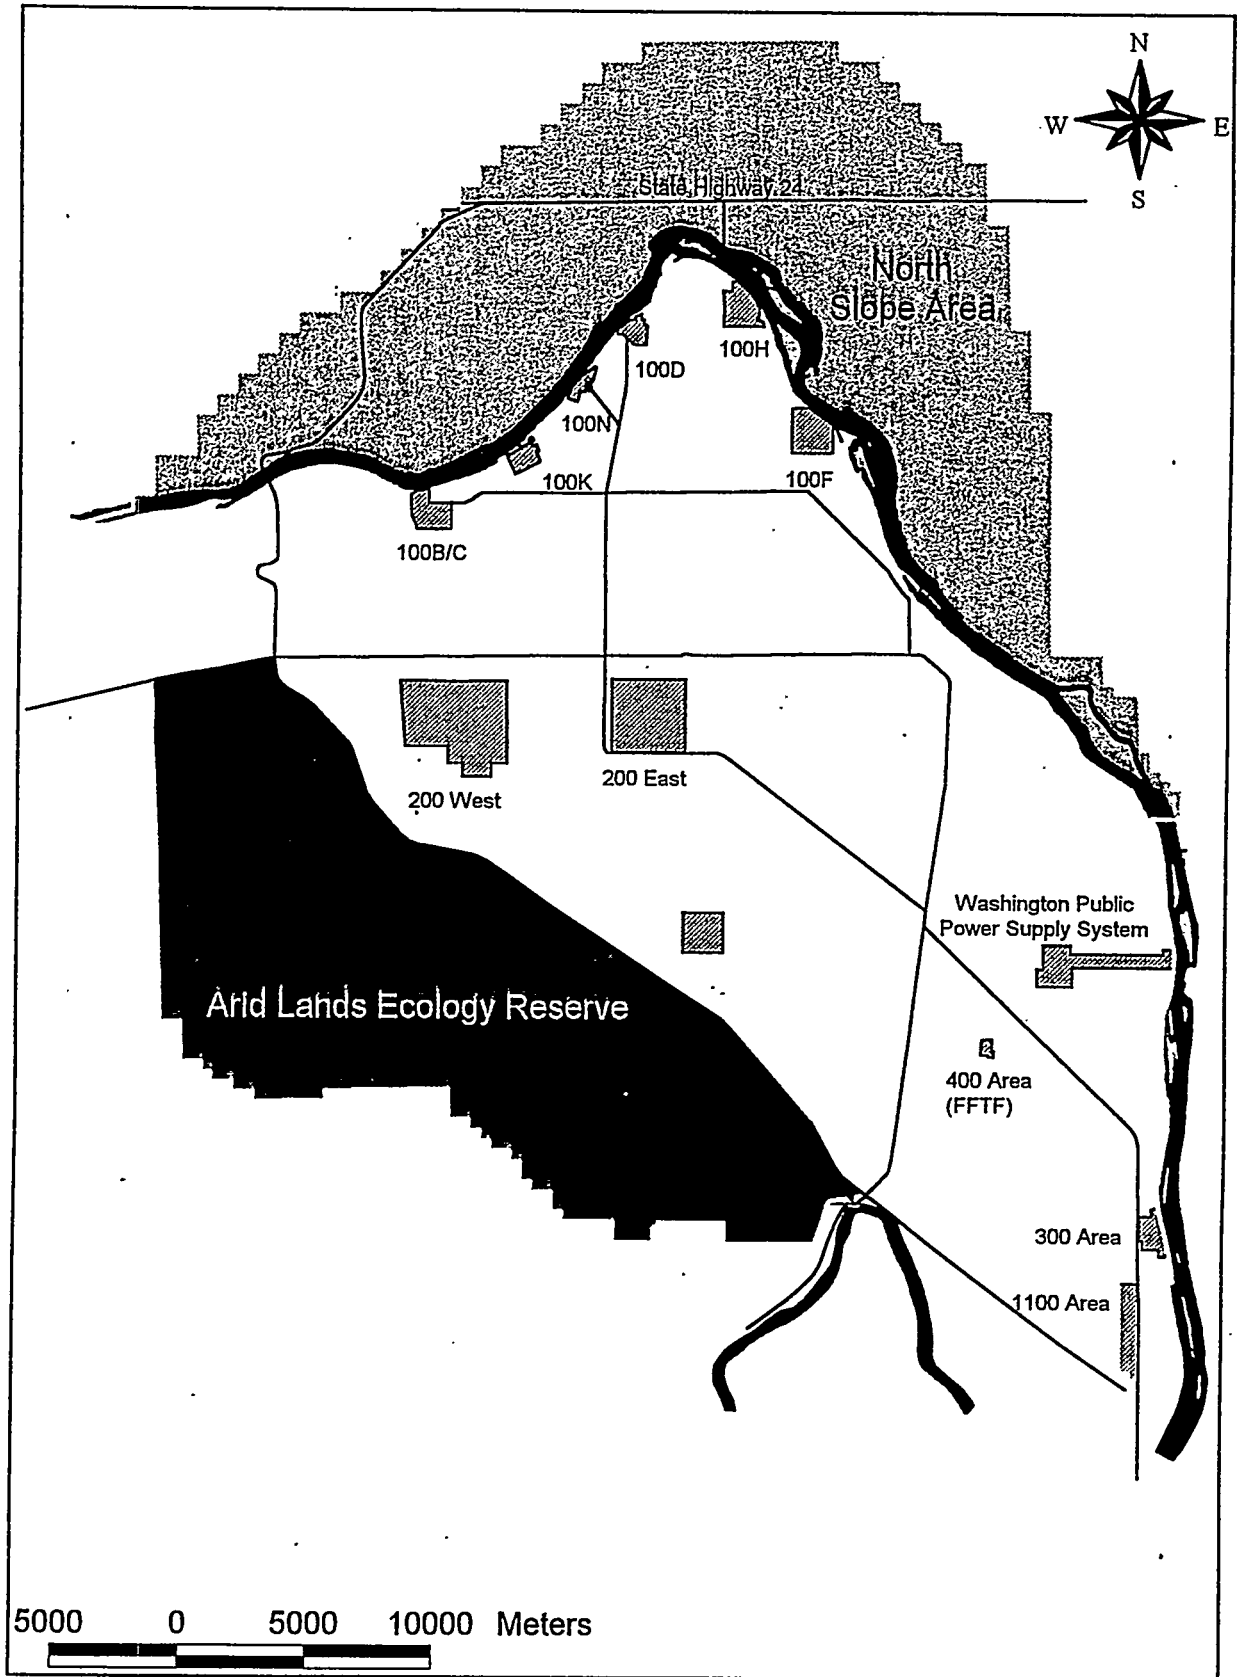 N
W E
S
State Highway 24
North
Slope Area
100H
100D
100N
100F
100K
100B/C
200 East
200 West
Washington Public
Power Supply System
Arid Lands Ecology Reserve
400 Area
(FFTF)
300 Area
1100 Area
5000 0 5000 10000 Meters